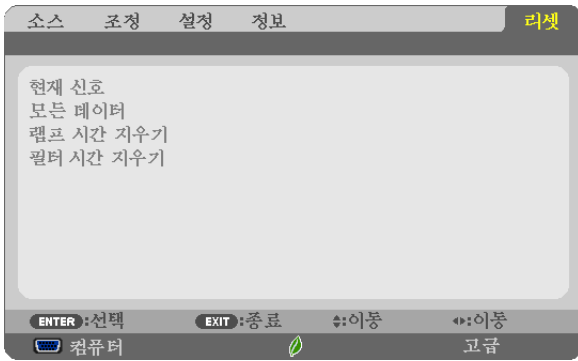 소스 조정 설정 정보 리셋
현재 신호
모든 데이터
램프 시간 지우기
필터 시간 지우기
ENTER:선택 EXIT:종료 :이동 :이동
컴퓨터 고급